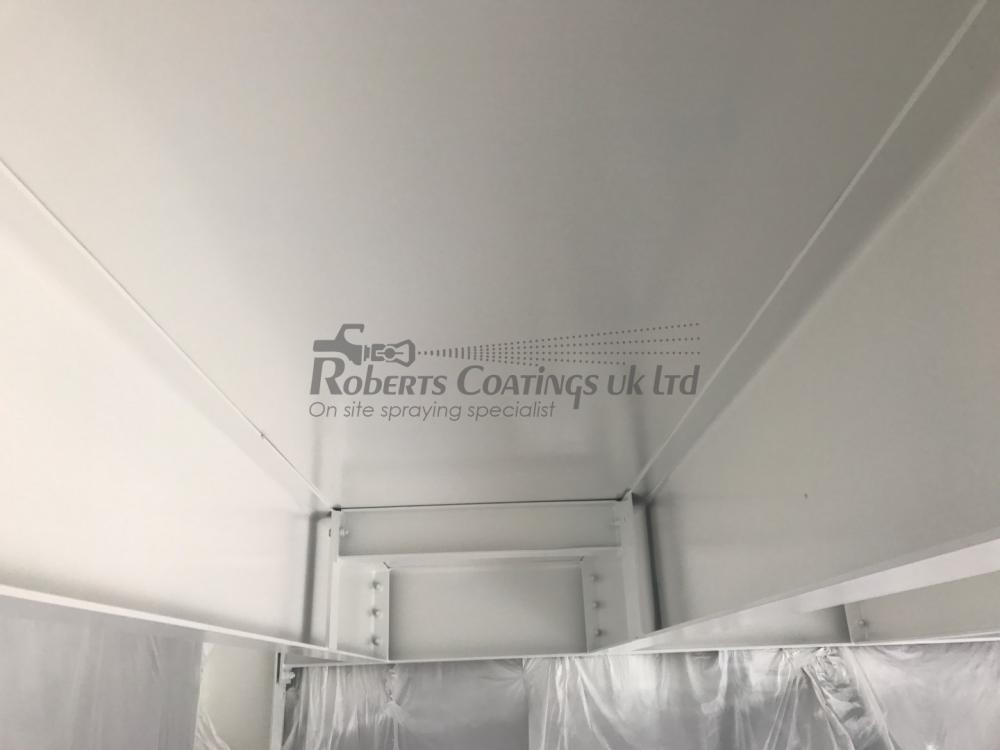 Roberts Coatings uk Ltd
On site spraying specialist